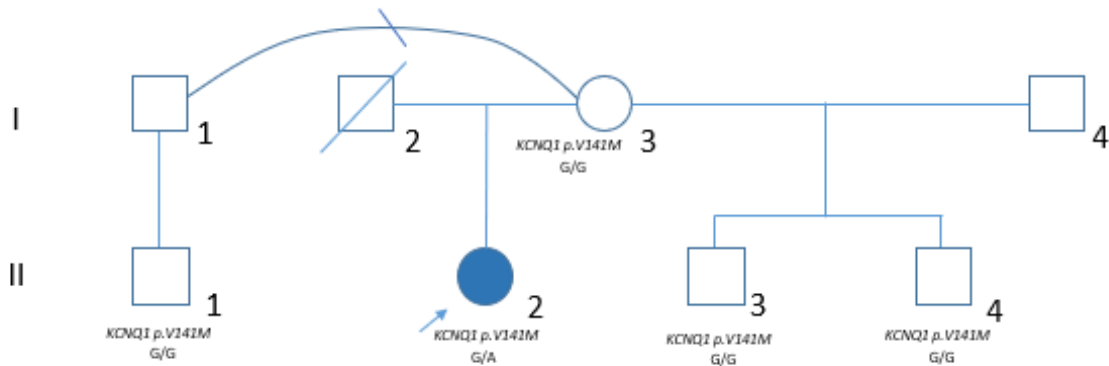 I
1
2
3
4
KCNQ1 p.V141M
G/G
II
1
2
3
4
KCNQ1 p.V141M
G/G
KCNQ1 p.V141M
G/A
KCNQ1 p.V141M
G/G
KCNQ1 p.V141M
G/G